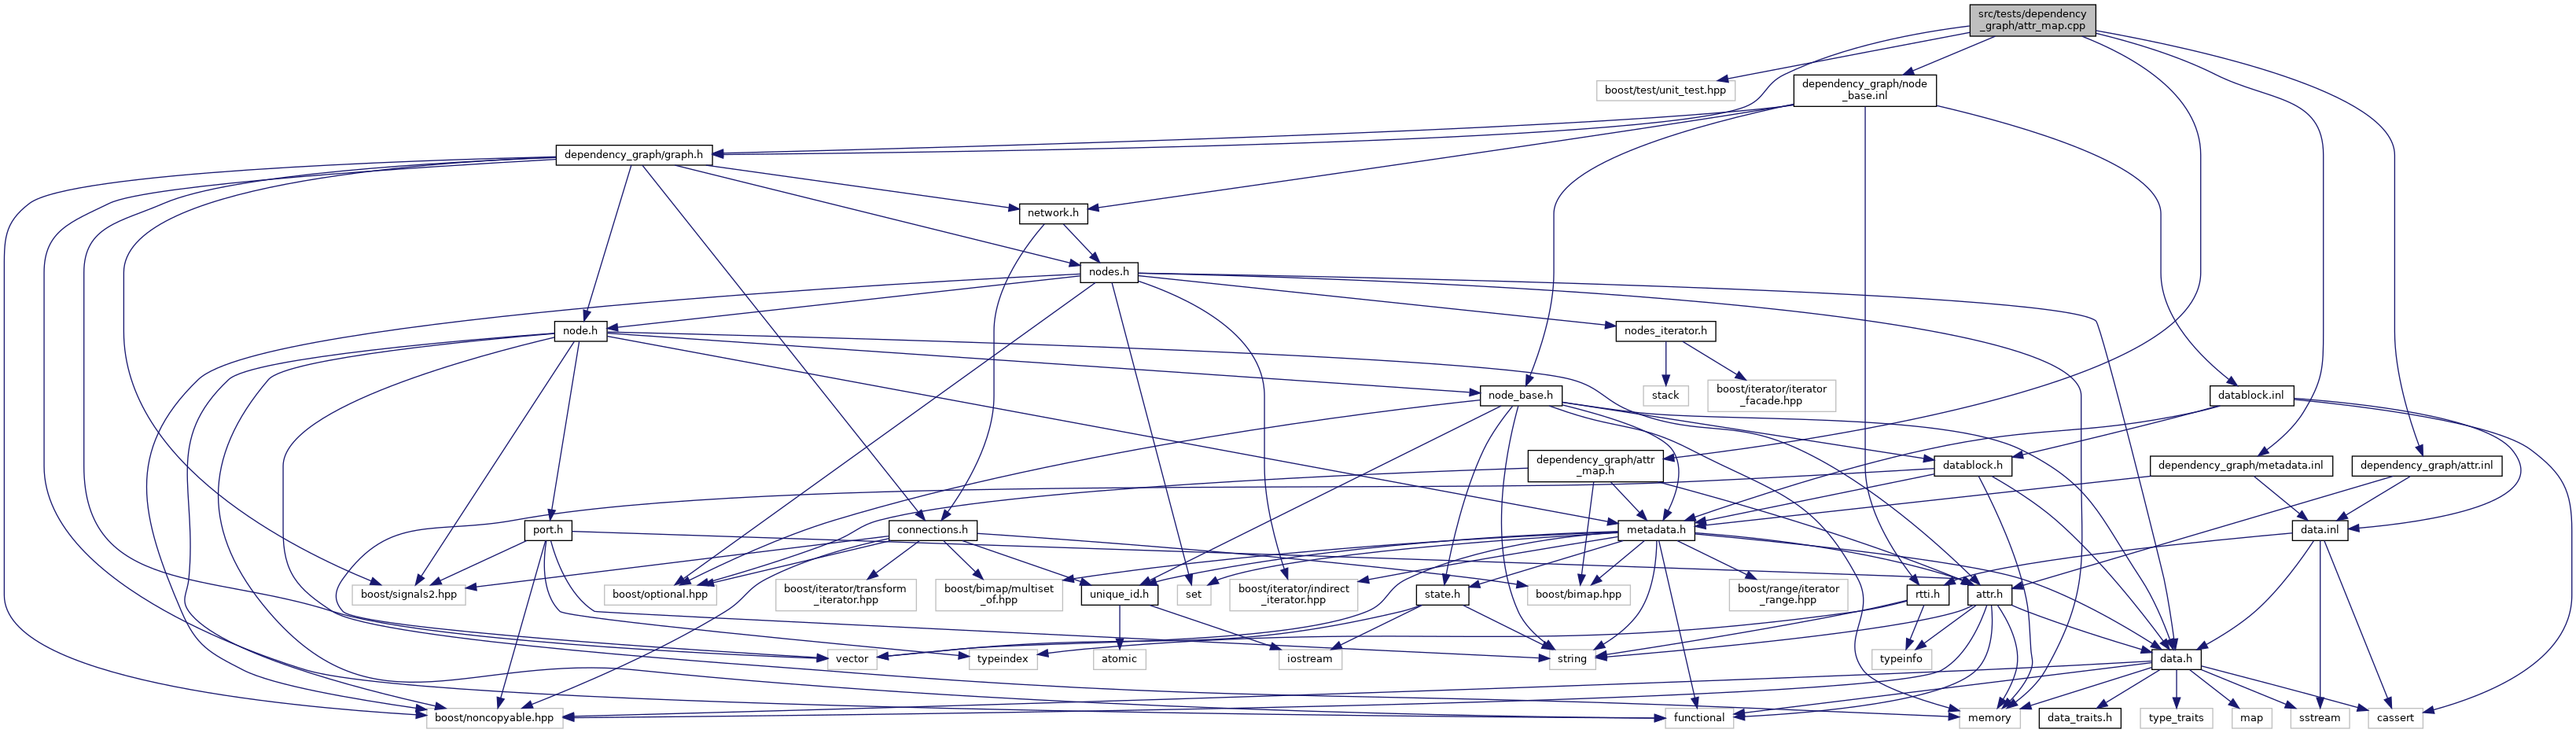 src/tests/dependency
_graph/attr_map.cpp
boost/test/unit_test.hpp
dependency_graph/node
_base.inl
dependency_graph/graph.h
network.h
nodes.h
node.h
nodes_iterator.h
stack
boost/iterator/iterator
_facade.hpp
node_base.h
datablock.inl
dependency_graph/attr
_map.h
datablock.h
dependency_graph/metadata.inl
dependency_graph/attr.inl
port.h
connections.h
metadata.h
data.inl
boost/signals2.hpp
boost/optional.hpp
boost/iterator/transform
_iterator.hpp
boost/bimap/multiset
_of.hpp
unique_id.h
set
boost/iterator/indirect
_iterator.hpp
state.h
boost/bimap.hpp
boost/range/iterator
_range.hpp
rtti.h
attr.h
vector
typeindex
atomic
iostream
string
typeinfo
data.h
boost/noncopyable.hpp
functional
memory
data_traits.h
type_traits
map
sstream
cassert